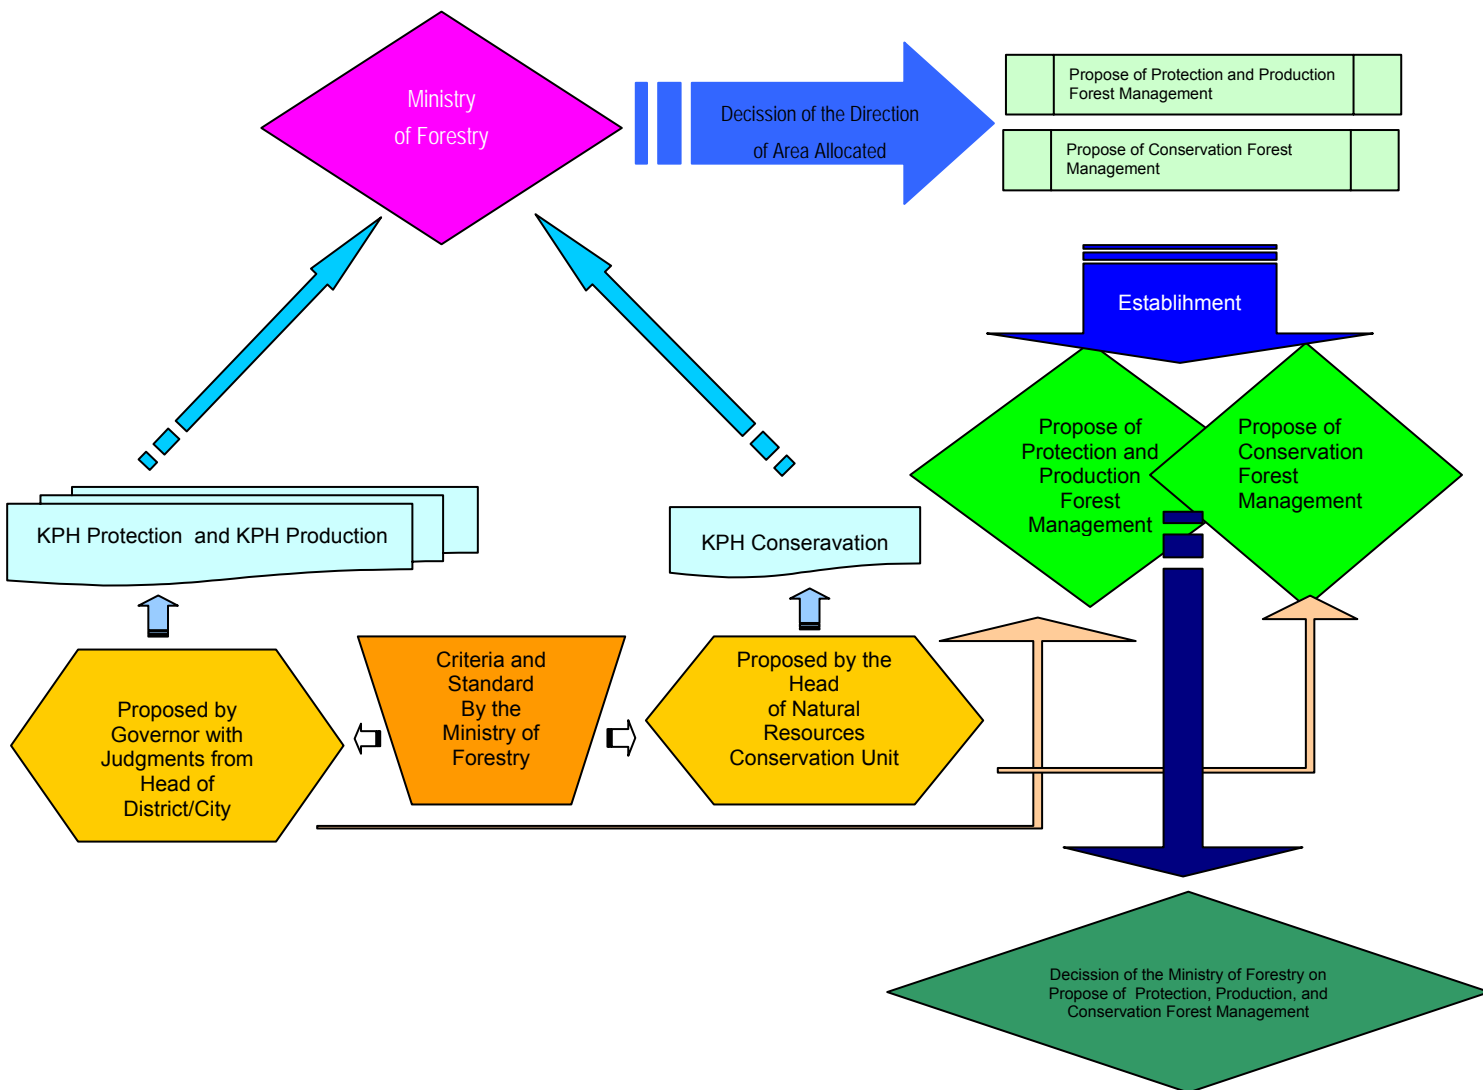 Ministry
of Forestry
Decission of the Direction
of Area Allocated
Propose of Protection and Production
Forest Management
Propose of Conservation Forest
Management
Establihment
Propose of
Protection and
Production
Forest
Management
Propose of
Conservation
Forest
Management
KPH Protection and KPH Production
KPH Conseravation
Proposed by
Governor with
Judgments from
Head of
District/City
Criteria and
Standard
By the
Ministry of
Forestry
Proposed by the
Head
of Natural
Resources
Conservation Unit
Decission of the Ministry of Forestry on
Propose of Protection, Production, and
Conservation Forest Management